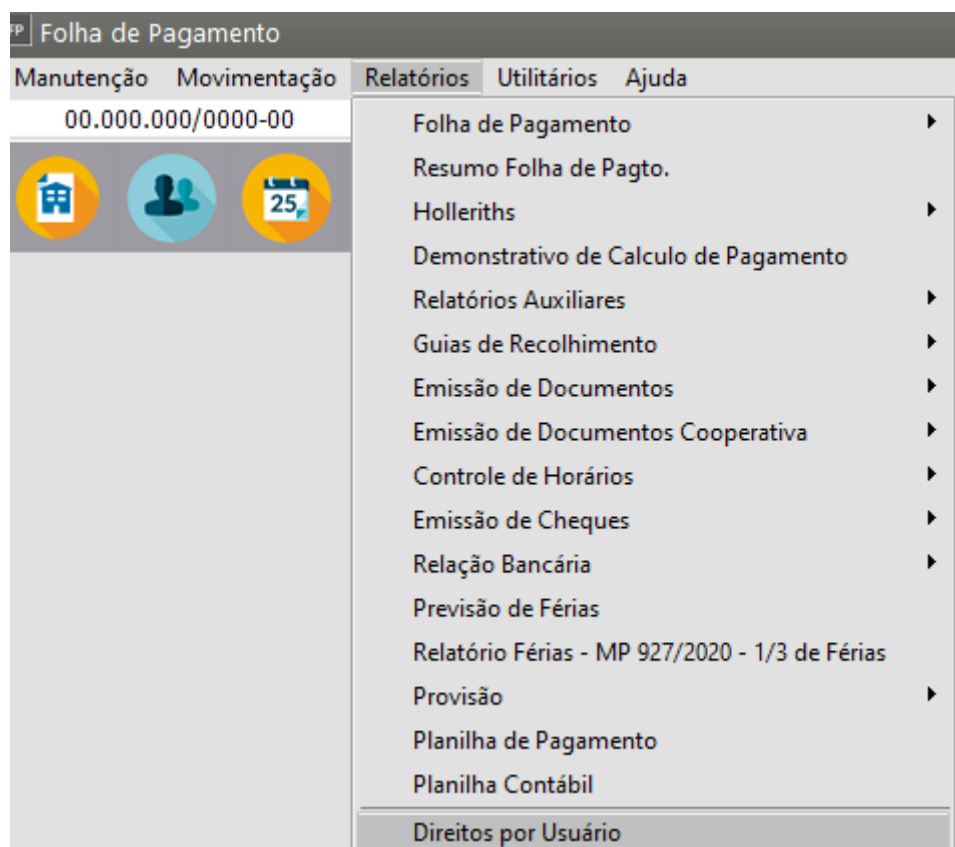 FP Folha de Pagamento
Manutenção Movimentação Relatórios Utilitários Ajuda
00.000.000/0000-00
25
Folha de Pagamento
Resumo Folha de Pagto.
Holleriths
Demonstrativo de Calculo de Pagamento
Relatórios Auxiliares
Guias de Recolhimento
Emissão de Documentos
Emissão de Documentos Cooperativa
Controle de Horários
Emissão de Cheques
Relação Bancária
Previsão de Férias
Relatório Férias - MP 927/2020 - 1/3 de Férias
Provisão
Planilha de Pagamento
Planilha Contábil
Direitos por Usuário